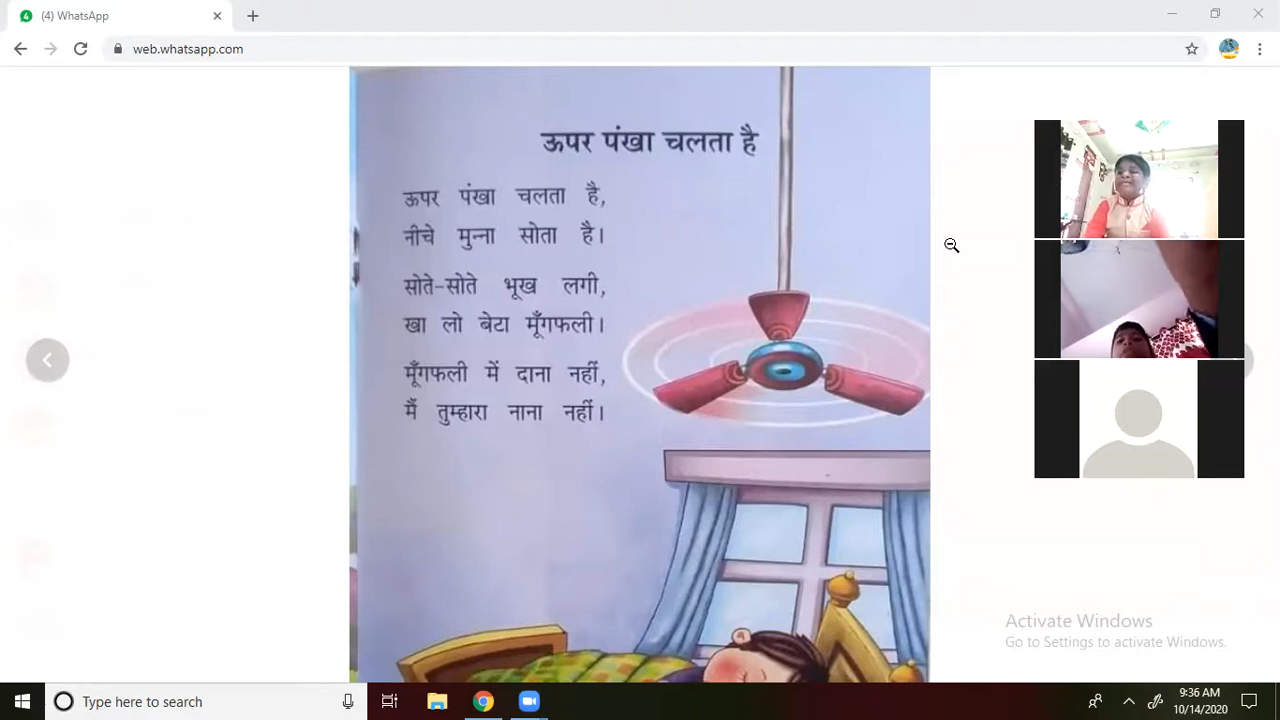 (4) WhatsApp
web.whatsapp.com
ऊपर पंखा चलता है
ऊपर पंखा चलता है,
नीचे मुन्ना सोता है।
सोते-सोते भूख लगी,
खा लो बेटा मूँगफली।
मूँगफली में दाना नहीं,
मैं तुम्हारा नाना नहीं।
Activate Windows
Go to Settings to activate Windows.
Type here to search
9:36 AM
10/14/2020